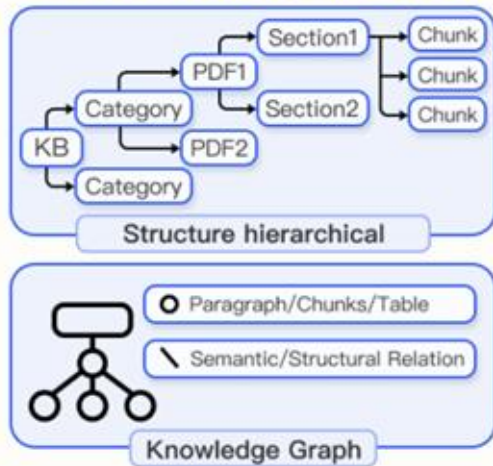 Section1
Chunk
PDF1
Chunk
Category
Section2
Chunk
KB
PDF2
Category
Structure hierarchical
Paragraph/Chunks/Table
Semantic/Structural Relation
Knowledge Graph